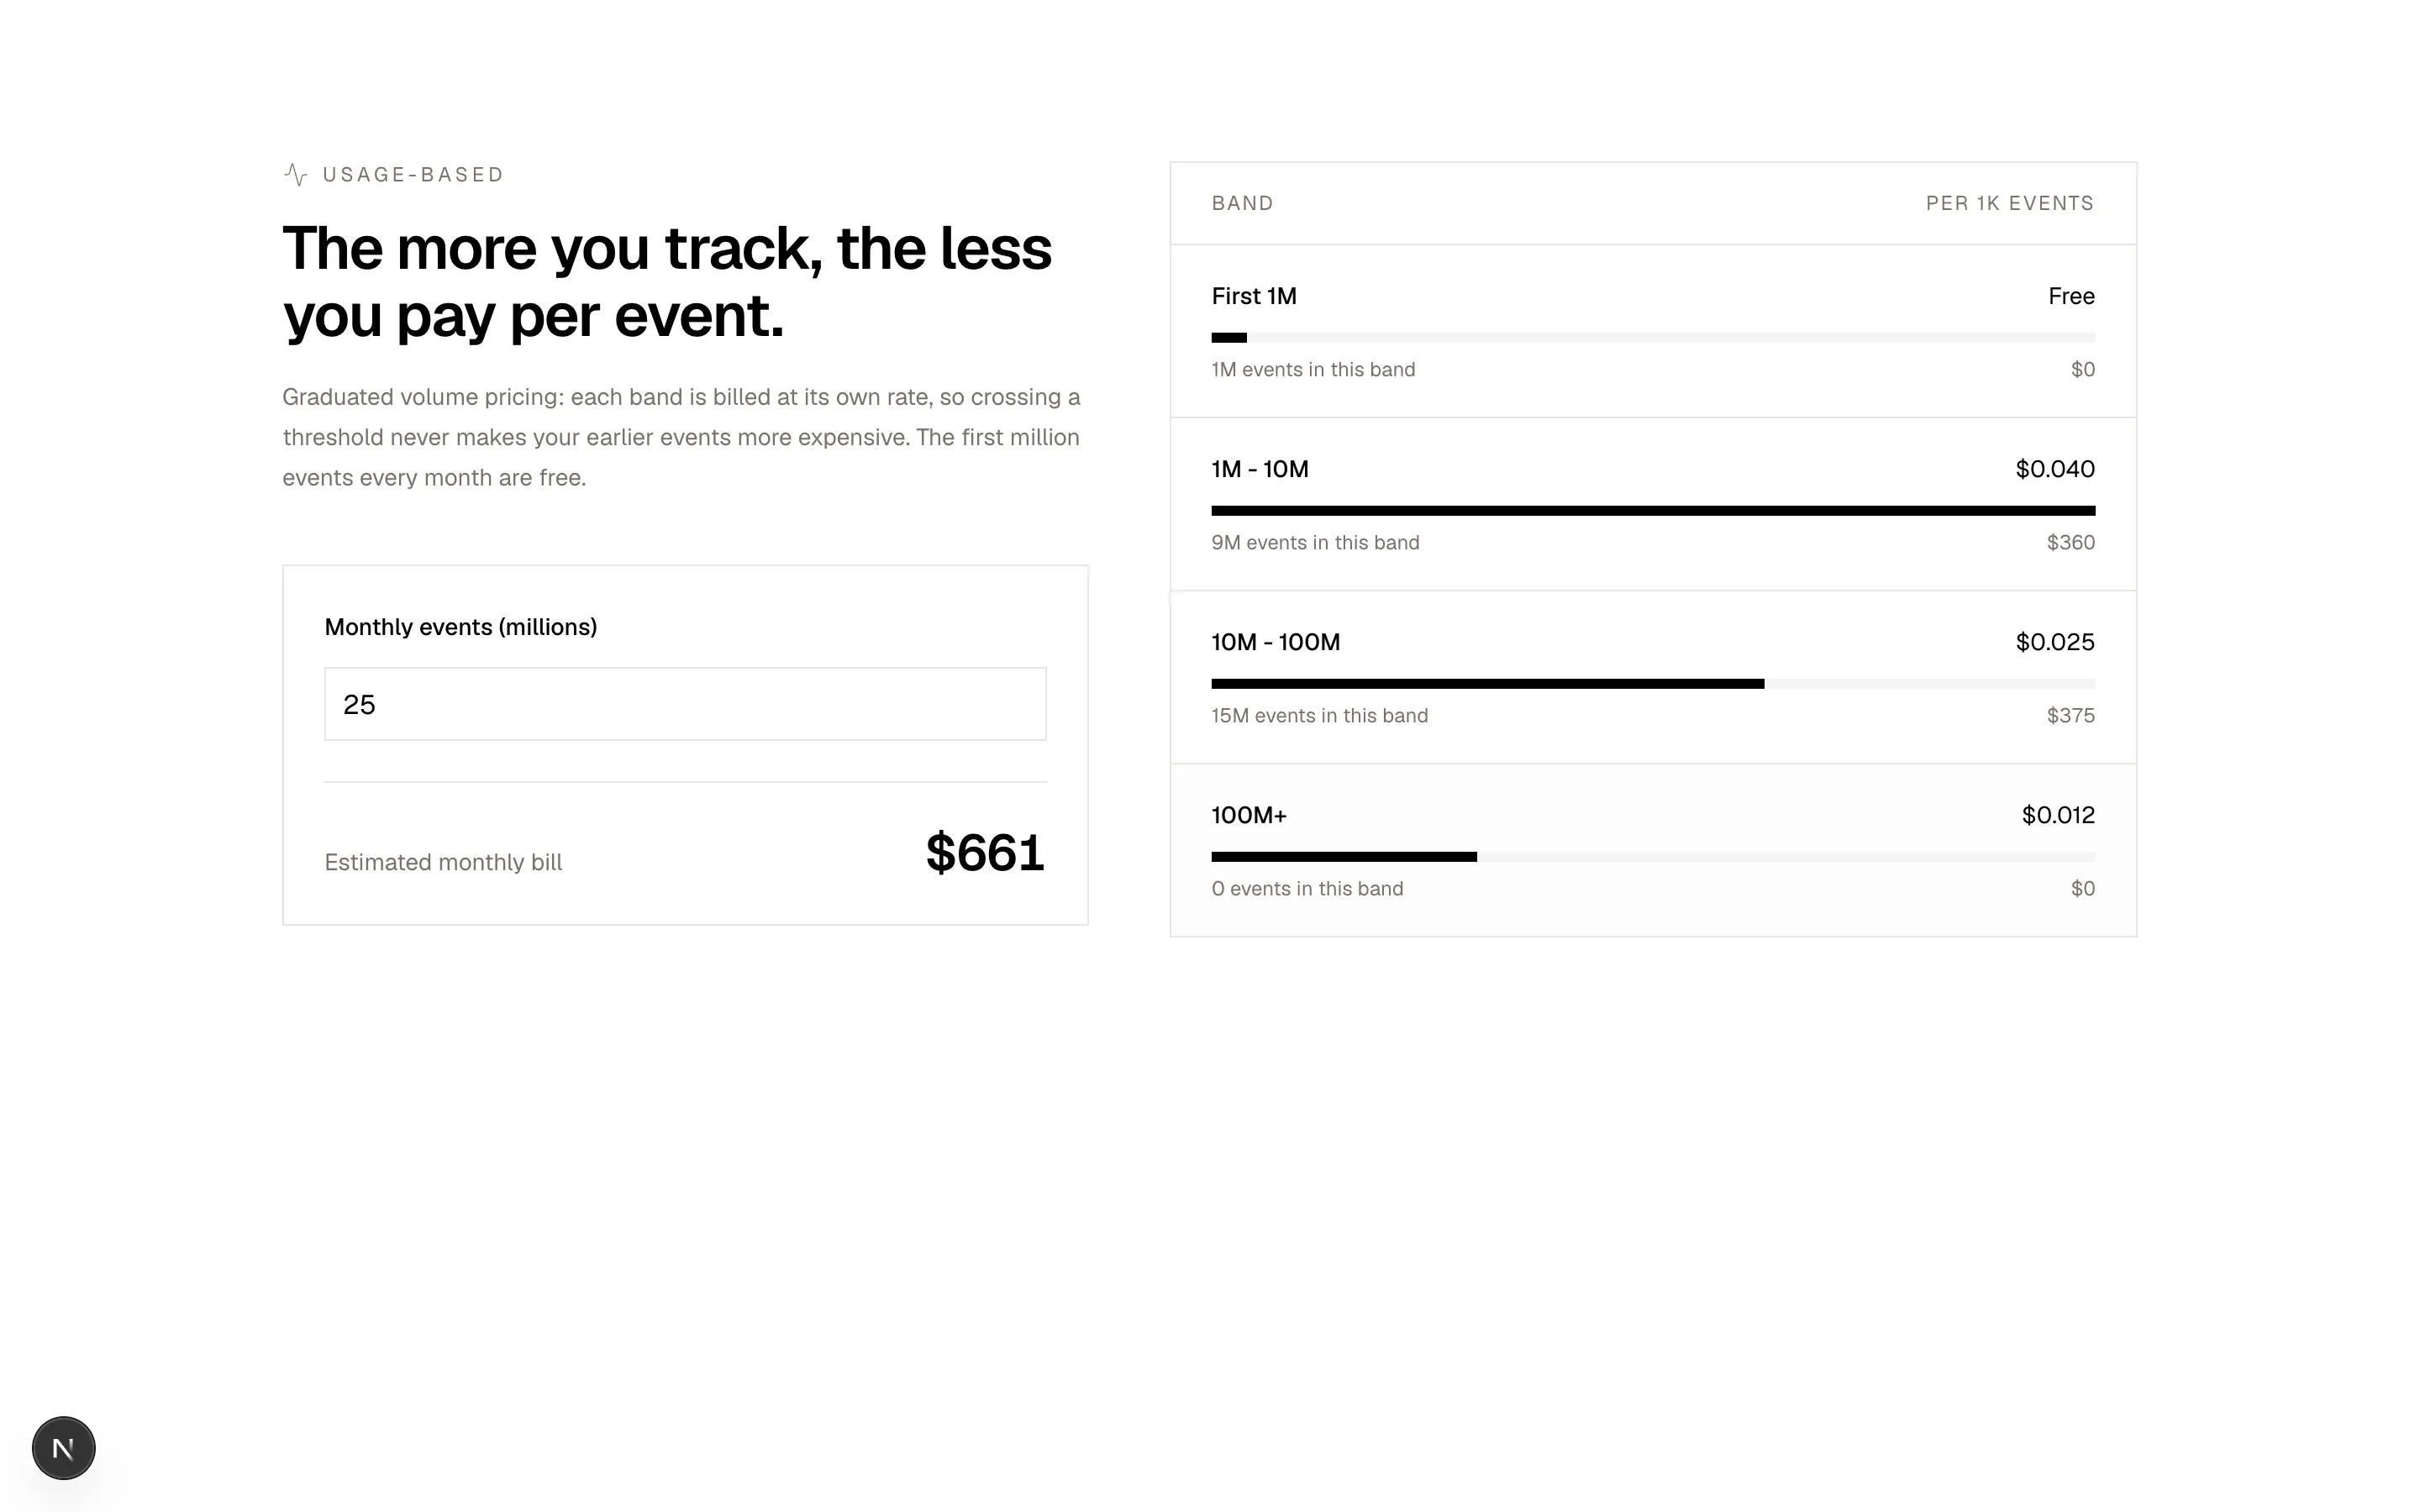 USAGE-BASED
The more you track, the less
you pay per event.
Graduated volume pricing: each band is billed at its own rate, so crossing a
threshold never makes your earlier events more expensive. The first million
events every month are free.
Monthly events (millions)
25
Estimated monthly bill
$661
BAND
PER 1K EVENTS
First 1M
Free
1M events in this band
$0
1M - 10M
$0.040
9M events in this band
$360
10M - 100M
$0.025
15M events in this band
$375
100M+
$0.012
0 events in this band
$0
N